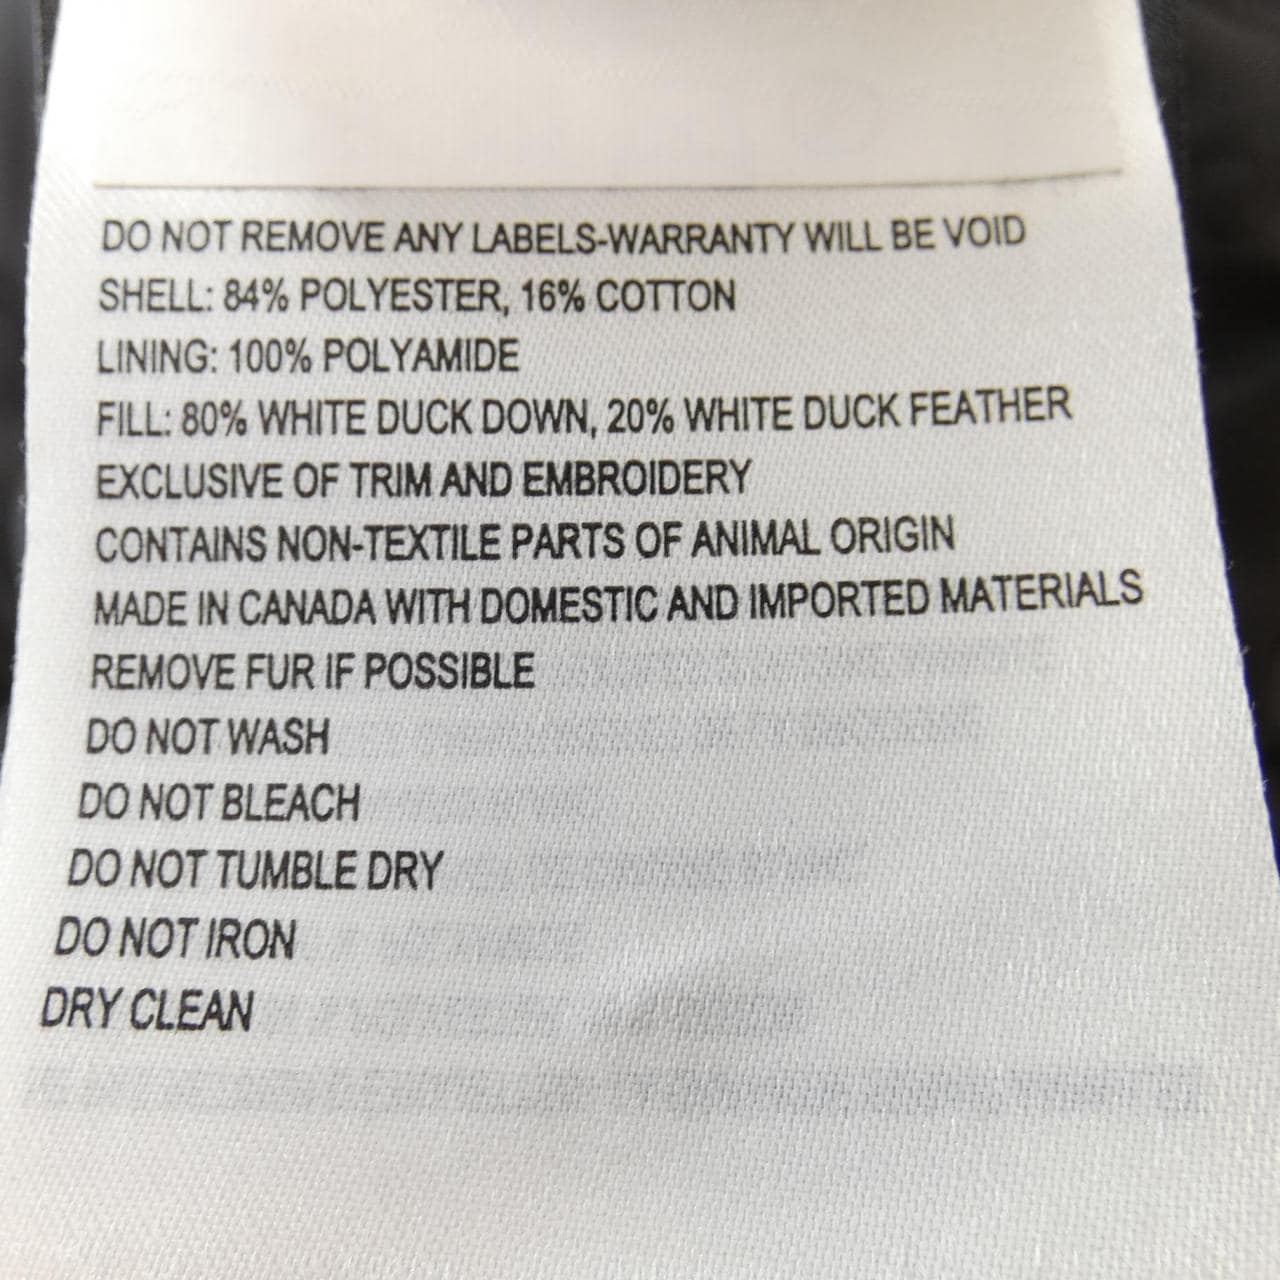 DO NOT REMOVE ANY LABELS-WARRANTY WILL BE VOID
SHELL: 84% POLYESTER, 16% COTTON
LINING: 100% POLYAMIDE
FILL: 80% WHITE DUCK DOWN, 20% WHITE DUCK FEATHER
EXCLUSIVE OF TRIM AND EMBROIDERY
CONTAINS NON-TEXTILE PARTS OF ANIMAL ORIGIN
MADE IN CANADA WITH DOMESTIC AND IMPORTED MATERIALS
REMOVE FUR IF POSSIBLE
DO NOT WASH
DO NOT BLEACH
DO NOT TUMBLE DRY
DO NOT IRON
DRY CLEAN